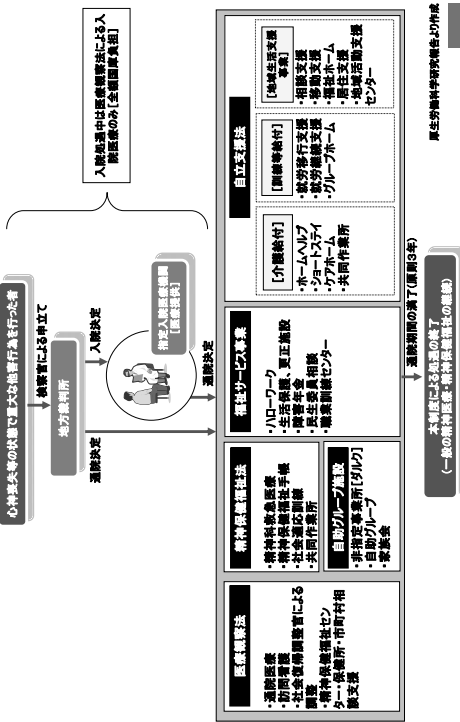 心神喪失等の状態で重大な他害行為を行った者
検察官による申立て
地方裁判所
入院決定
通院決定
指定入院医療機関
［医療提供］
通院決定
入院処遇中は医療観察法による入
院医療のみ［全額国庫負担］
医療観察法
・通院医療
・訪問看護
・社会復帰調整官による
調整
・精神保健福祉セン
ター・保健所・市町村相
談支援
精神保健福祉法
・精神科救急医療
・精神保健福祉手帳
・社会適応訓練
・共同作業所
自助グループ施設
・非指定事業所［ダルク］
・自助グループ
・家族会
福祉サービス事業
・ハローワーク
・生活保護、更正施設
・障害年金
・民生委員相談
・職業訓練センター
自立支援法
［介護給付］
・ホームヘルプ
・ショートステイ
・ケアホーム
・共同作業所
［訓練等給付］
・就労移行支援
・就労継続支援
・グループホーム
［地域生活支援
事業］
・相談支援
・移動支援
・福祉ホーム
・居住支援
・地域活動支援
センター
通院期間の満了（原則3年）
本制度による処遇の終了
（一般の精神医療・精神保健福祉の継続）
厚生労働科学研究報告より作成